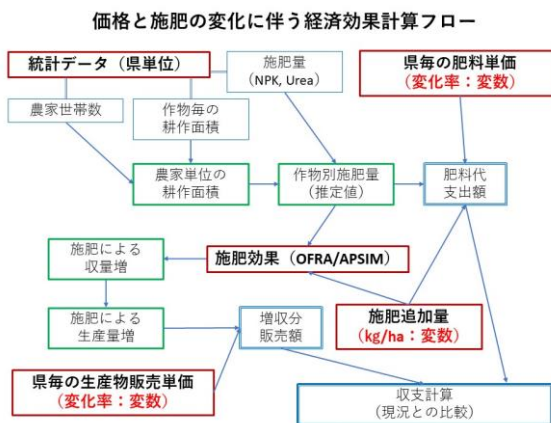 価格と施肥の変化に伴う経済効果計算フロー
統計データ（県単位）
施肥量
（NPK, Urea）
県毎の肥料単価
（変化率：変数）
農家世帯数
作物毎の
耕作面積
農家単位の
耕作面積
作物別施肥量
（推定値）
肥料代
支出額
施肥による
収量増
施肥効果（OFRA/APSIM）
施肥による
生産量増
増収分
販売額
施肥追加量
（kg/ha：変数）
県毎の生産物販売単価
（変化率：変数）
収支計算
（現況との比較）